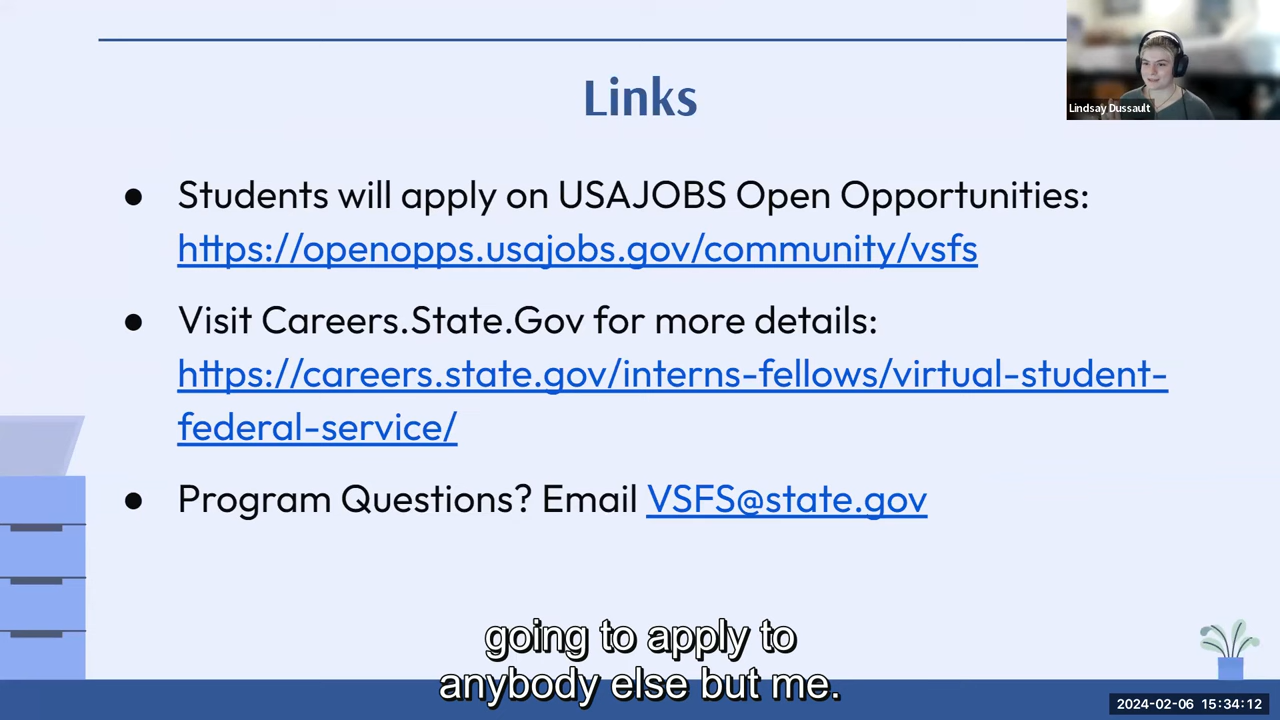 Links
Lindsay Dussault
● Students will apply on USAJOBS Open Opportunities:
https://openopps.usajobs.gov/community/vsfs
● Visit Careers.State.Gov for more details:
https://careers.state.gov/interns-fellows/virtual-student-
federal-service/
● Program Questions? Email VSFS@state.gov
going to apply to
anybody else but me.
2024-02-06 15:34:12